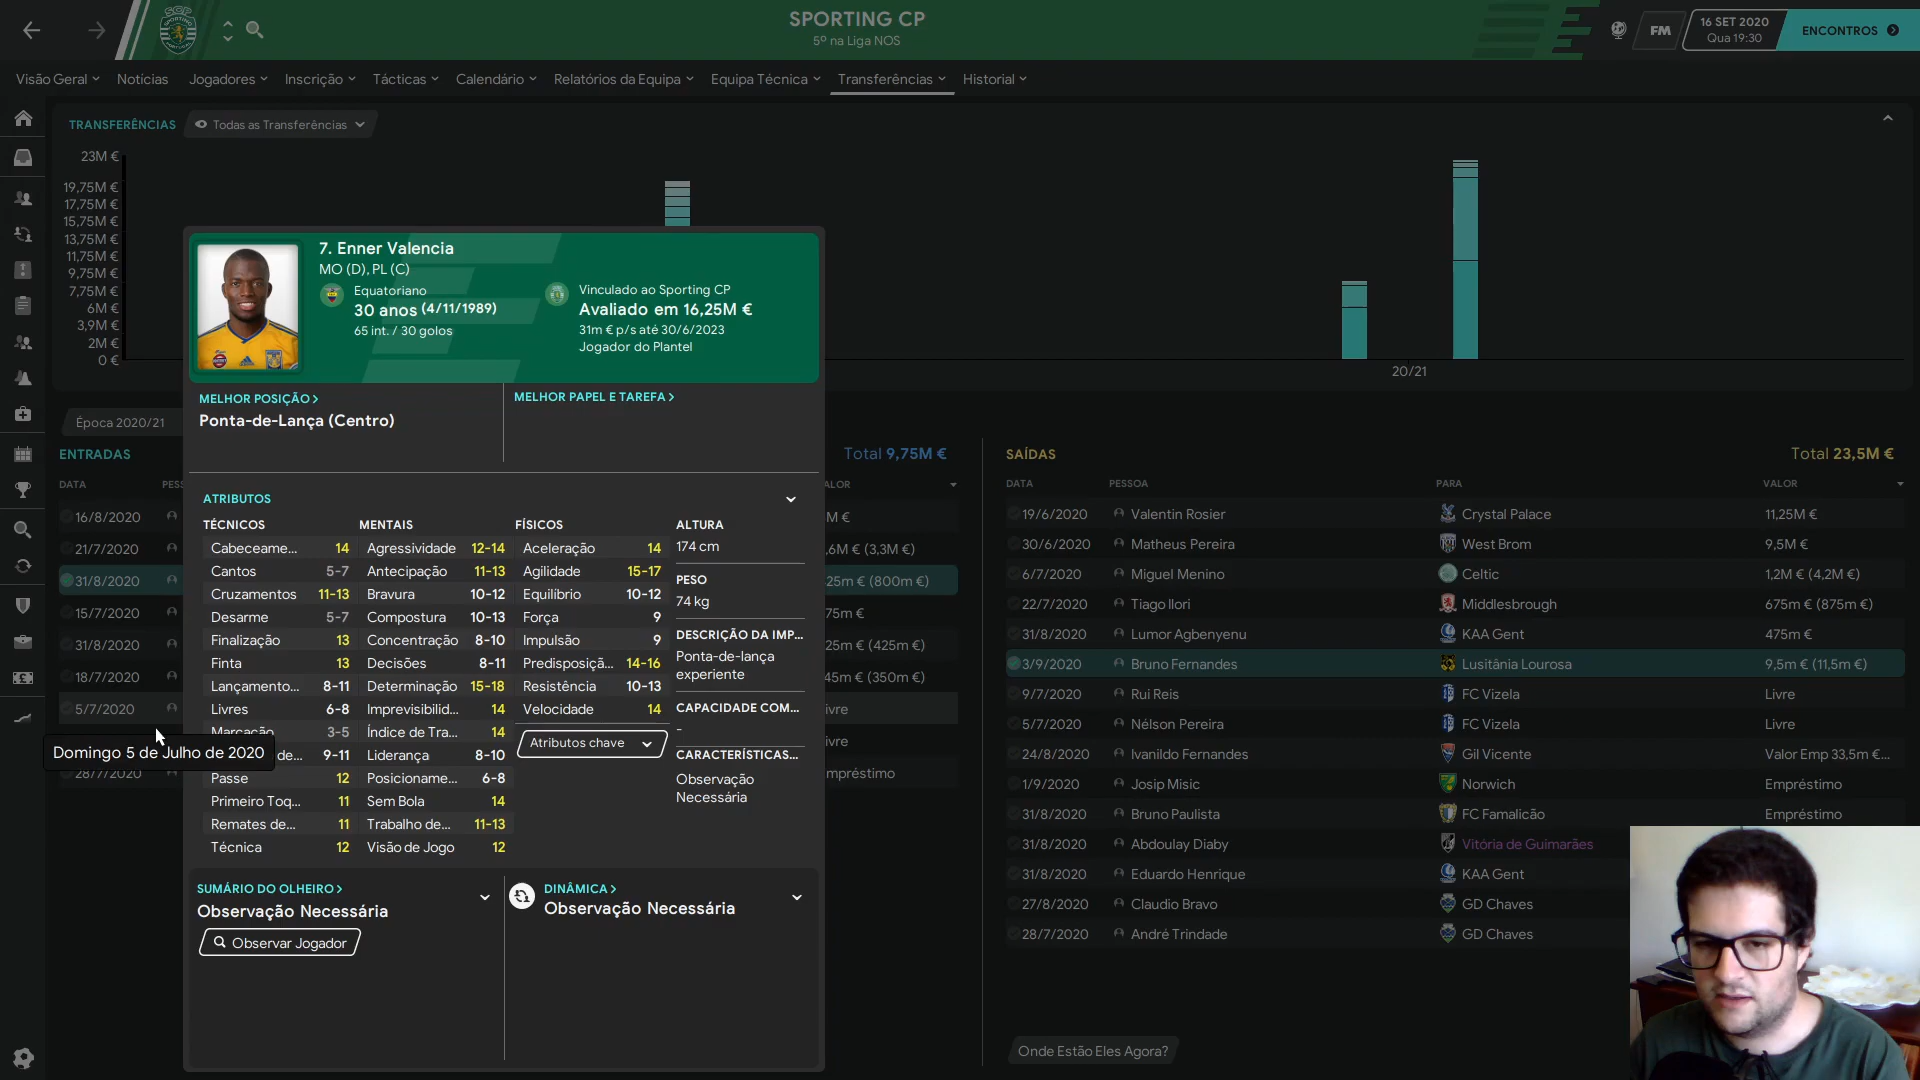 SPORTING CP
5º na Liga NOS
FM
16 SET 2020
Qua 19:30
ENCONTROS
Visão Geral
Notícias
Jogadores
Inscrição
Tácticas
Calendário
Relatórios da Equipa
Equipa Técnica
Transferências
Historial
TRANSFERÊNCIAS
Todas as Transferências
23M €
19,75M €
17,75M €
15,75M €
13,75M €
11,75M €
9,75M €
7,75M €
6M €
3,9M €
2M €
0 €
20/21
7. Enner Valencia
MO (D), PL (C)
Equatoriano
30 anos (4/11/1989)
65 int. / 30 golos
Vinculado ao Sporting CP
Avaliado em 16,25M €
31m € p/s até 30/6/2023
Jogador do Plantel
MELHOR POSIÇÃO
Ponta-de-Lança (Centro)
MELHOR PAPEL E TAREFA
ATRIBUTOS
TÉCNICOS
Cabeceame... 14
Cantos 5-7
Cruzamentos 11-13
Desarme 5-7
Finalização 13
Finta 13
Lançamento... 8-11
Livres 6-8
Marcação 3-5
de... 9-11
Passe 12
Primeiro Toq... 11
Remates de... 11
Técnica 12
MENTAIS
Agressividade 12-14
Antecipação 11-13
Bravura 10-12
Compostura 10-13
Concentração 8-10
Decisões 8-11
Determinação 15-18
Imprevisibilid... 14
Índice de Tra... 14
Liderança 8-10
Posicioname... 6-8
Sem Bola 14
Trabalho de... 11-13
Visão de Jogo 12
FÍSICOS
Aceleração 14
Agilidade 15-17
Equilíbrio 10-12
Força 9
Impulsão 9
Predisposiçã... 14-16
Resistência 10-13
Velocidade 14
Atributos chave
ALTURA
174 cm
PESO
74 kg
DESCRIÇÃO DA IMP...
Ponta-de-lança
experiente
CAPACIDADE COM...
-
CARACTERÍSTICAS...
Observação
Necessária
SUMÁRIO DO OLHEIRO
Observação Necessária
Observar Jogador
DINÂMICA
Observação Necessária
Época 2020/21
ENTRADAS
Total 9,75M €
DATA PES ALOR
16/8/2020 M €
21/7/2020 ,6M € (3,3M €)
31/8/2020 25m € (800m €)
15/7/2020 75m €
31/8/2020 25m € (425m €)
18/7/2020 45m € (350m €)
5/7/2020 ivre
ivre
28/7/2020 mpréstimo
Domingo 5 de Julho de 2020
SAÍDAS
Total 23,5M €
DATA PESSOA PARA VALOR
19/6/2020 Valentin Rosier Crystal Palace 11,25M €
30/6/2020 Matheus Pereira West Brom 9,5M €
6/7/2020 Miguel Menino Celtic 1,2M € (4,2M €)
22/7/2020 Tiago Ilori Middlesbrough 675m € (875m €)
31/8/2020 Lumor Agbenyenu KAA Gent 475m €
3/9/2020 Bruno Fernandes Lusitânia Lourosa 9,5m € (11,5m €)
9/7/2020 Rui Reis FC Vizela Livre
5/7/2020 Nélson Pereira FC Vizela Livre
24/8/2020 Ivanildo Fernandes Gil Vicente Valor Emp 33,5m €...
1/9/2020 Josip Misic Norwich Empréstimo
31/8/2020 Bruno Paulista FC Famalicão Empréstimo
31/8/2020 Abdoulay Diaby Vitória de Guimarães
31/8/2020 Eduardo Henrique KAA Gent
27/8/2020 Claudio Bravo GD Chaves
28/7/2020 André Trindade GD Chaves
Onde Estão Eles Agora?